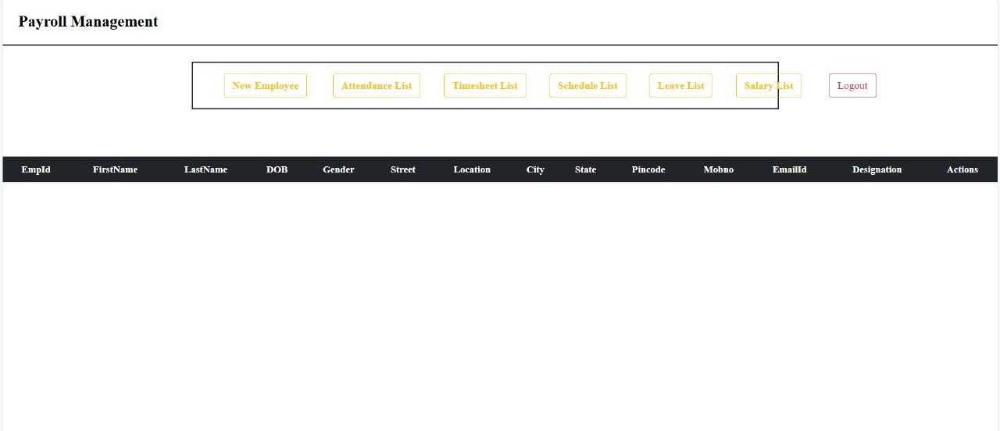 Payroll Management
New Employee Attendance List Timesheet List Schedule List Leave List Salary List Logout
EmpId FirstName LastName DOB Gender Street Location City State Pincode Mobno EmailId Designation Actions